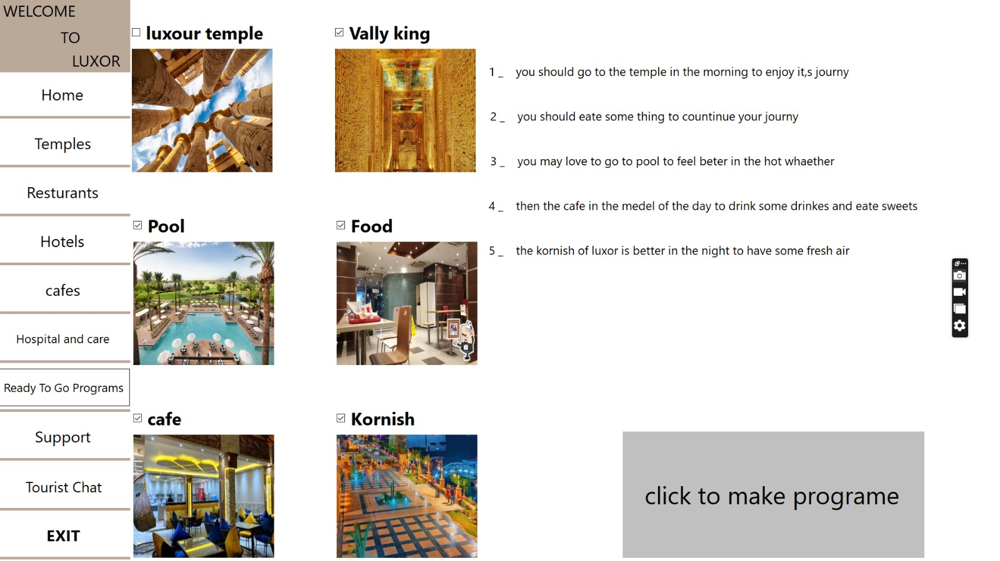 WELCOME
TO
LUXOR
Home
Temples
Resturants
Hotels
cafes
Hospital and care
Ready To Go Programs
Support
Tourist Chat
EXIT
luxour temple
Vally king
Pool
Food
cafe
Kornish
1 _ you should go to the temple in the morning to enjoy it,s journy
2 _ you should eate some thing to countinue your journy
3 _ you may love to go to pool to feel beter in the hot whaether
4 _ then the cafe in the medel of the day to drink some drinkes and eate sweets
5 _ the kornish of luxor is better in the night to have some fresh air
click to make programe